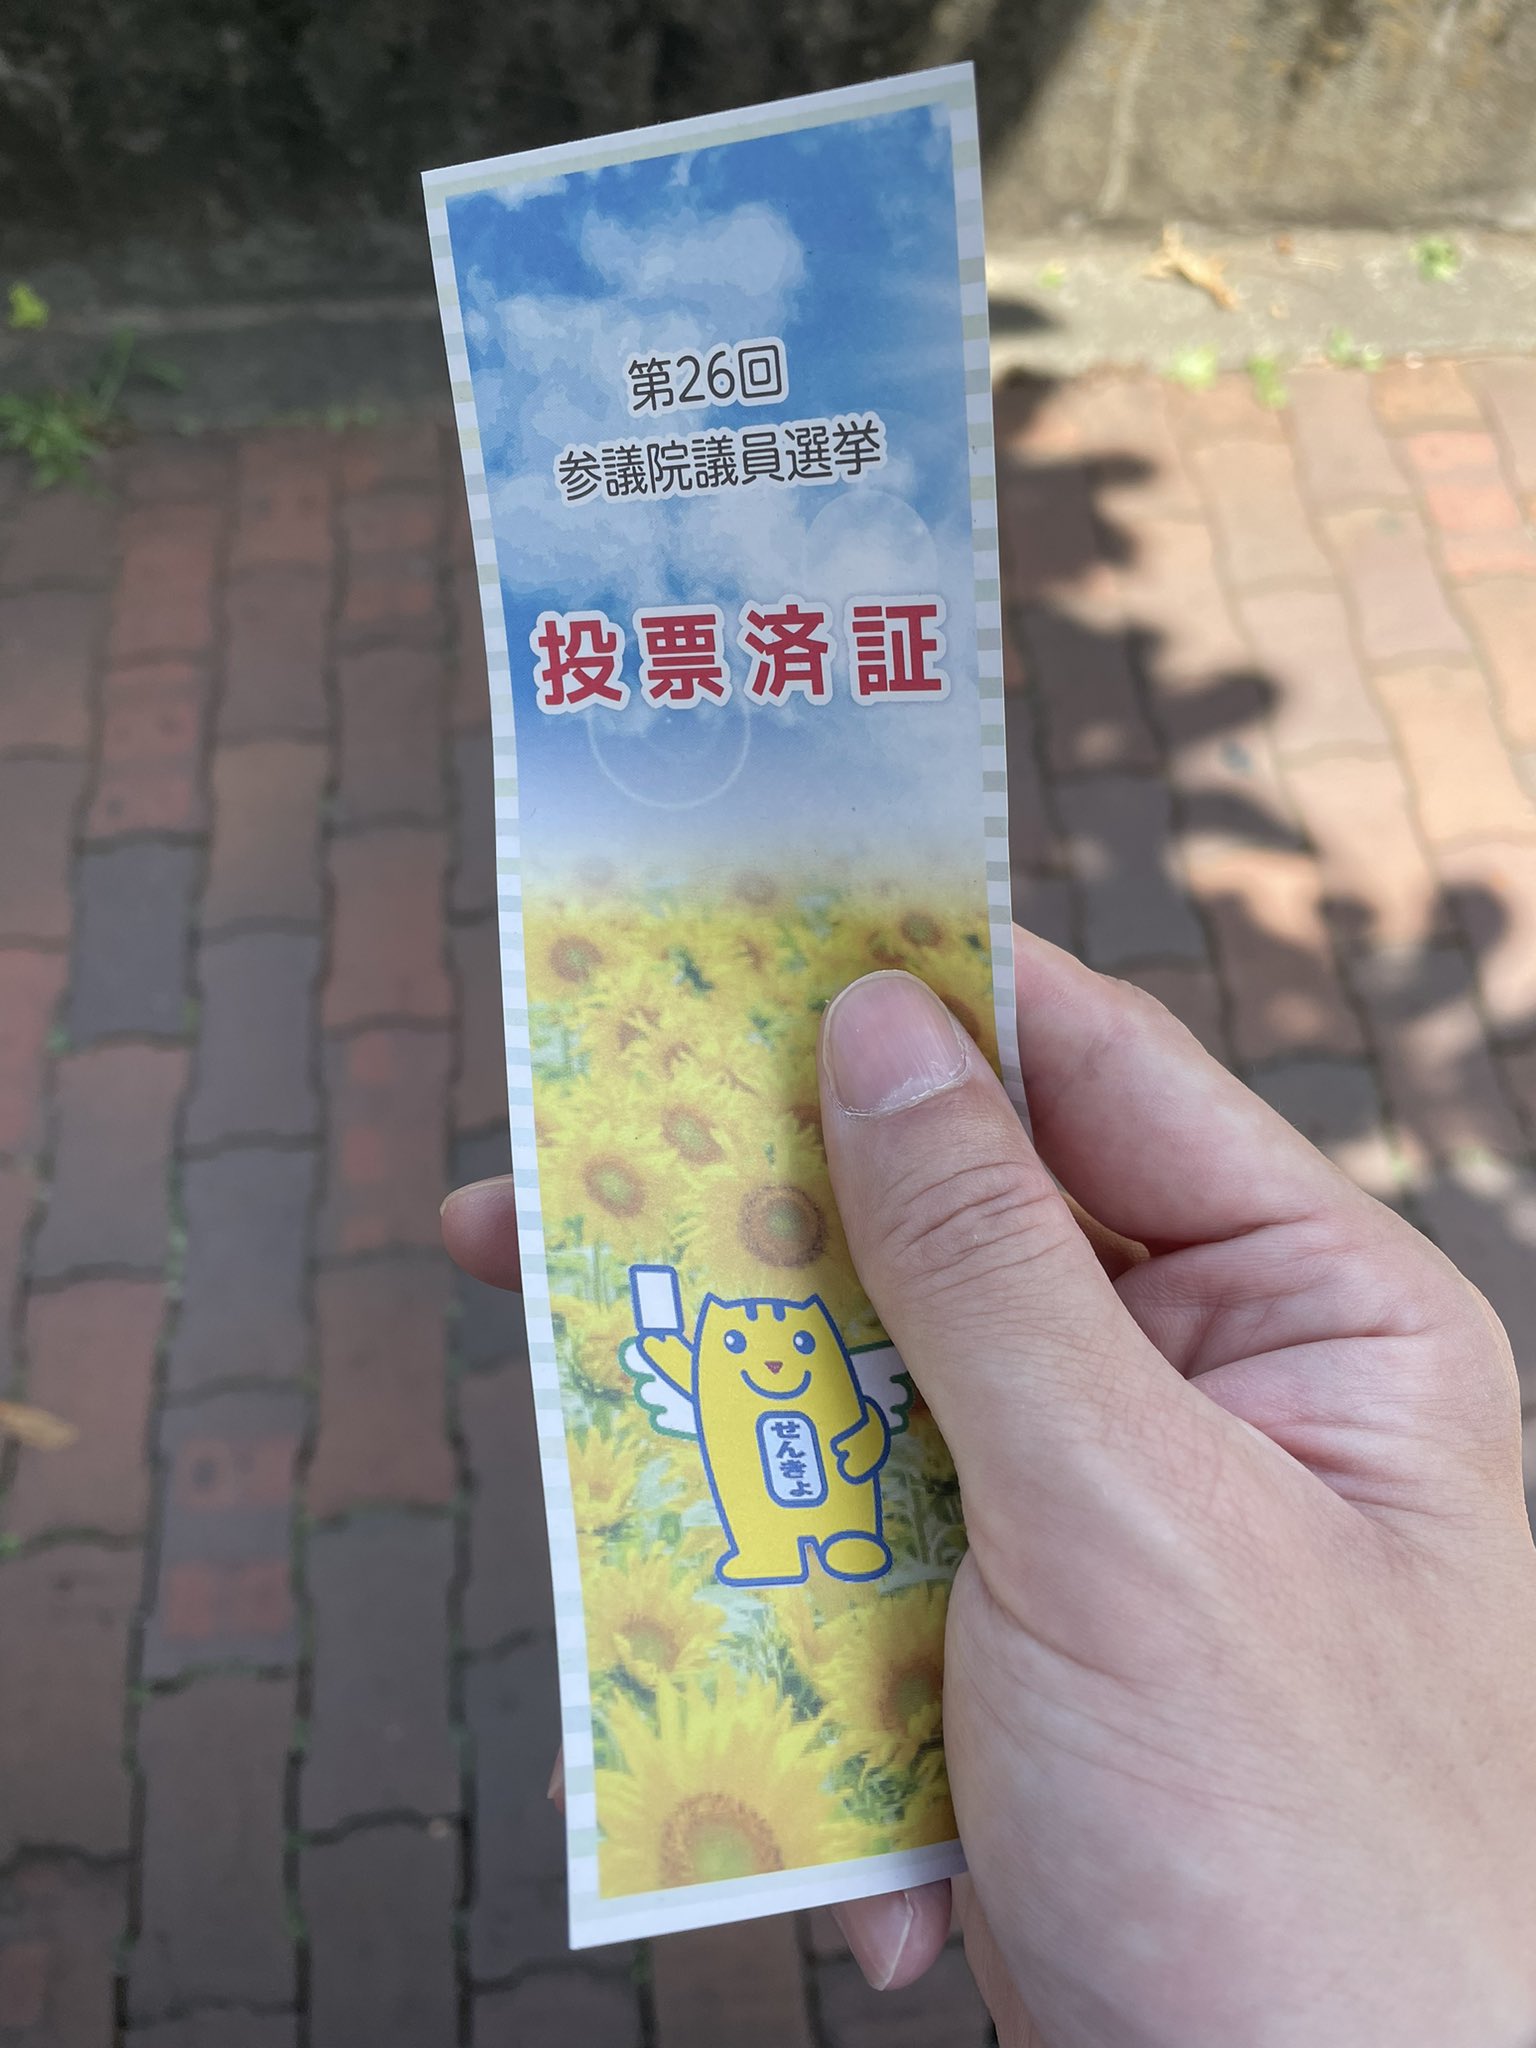 第26回
参議院議員選挙
投票済証
せんきょ